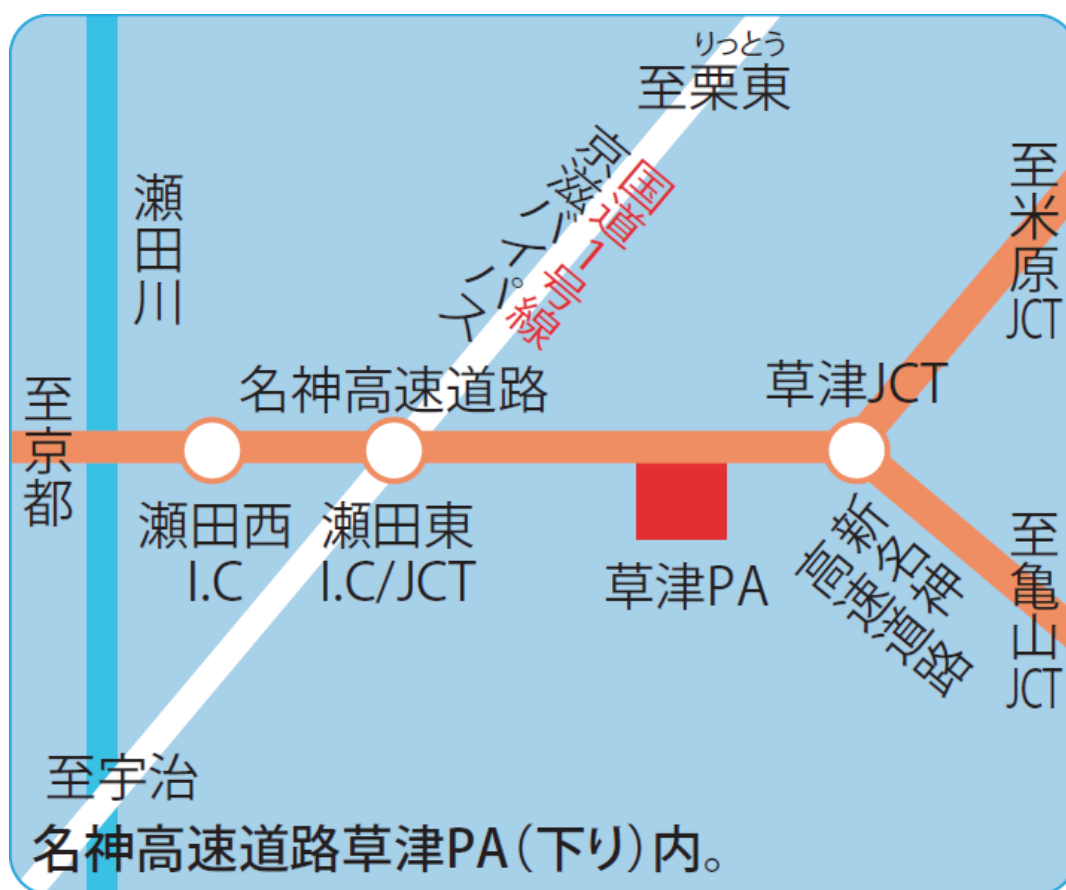 りっとう
至栗東
国道1号線
京滋バイパス
瀬田川
至米原JCT
名神高速道路
草津JCT
至京都
瀬田西
I.C
瀬田東
I.C/JCT
草津PA
新名神
高速道路
至亀山JCT
至宇治
名神高速道路草津PA(下り)内。